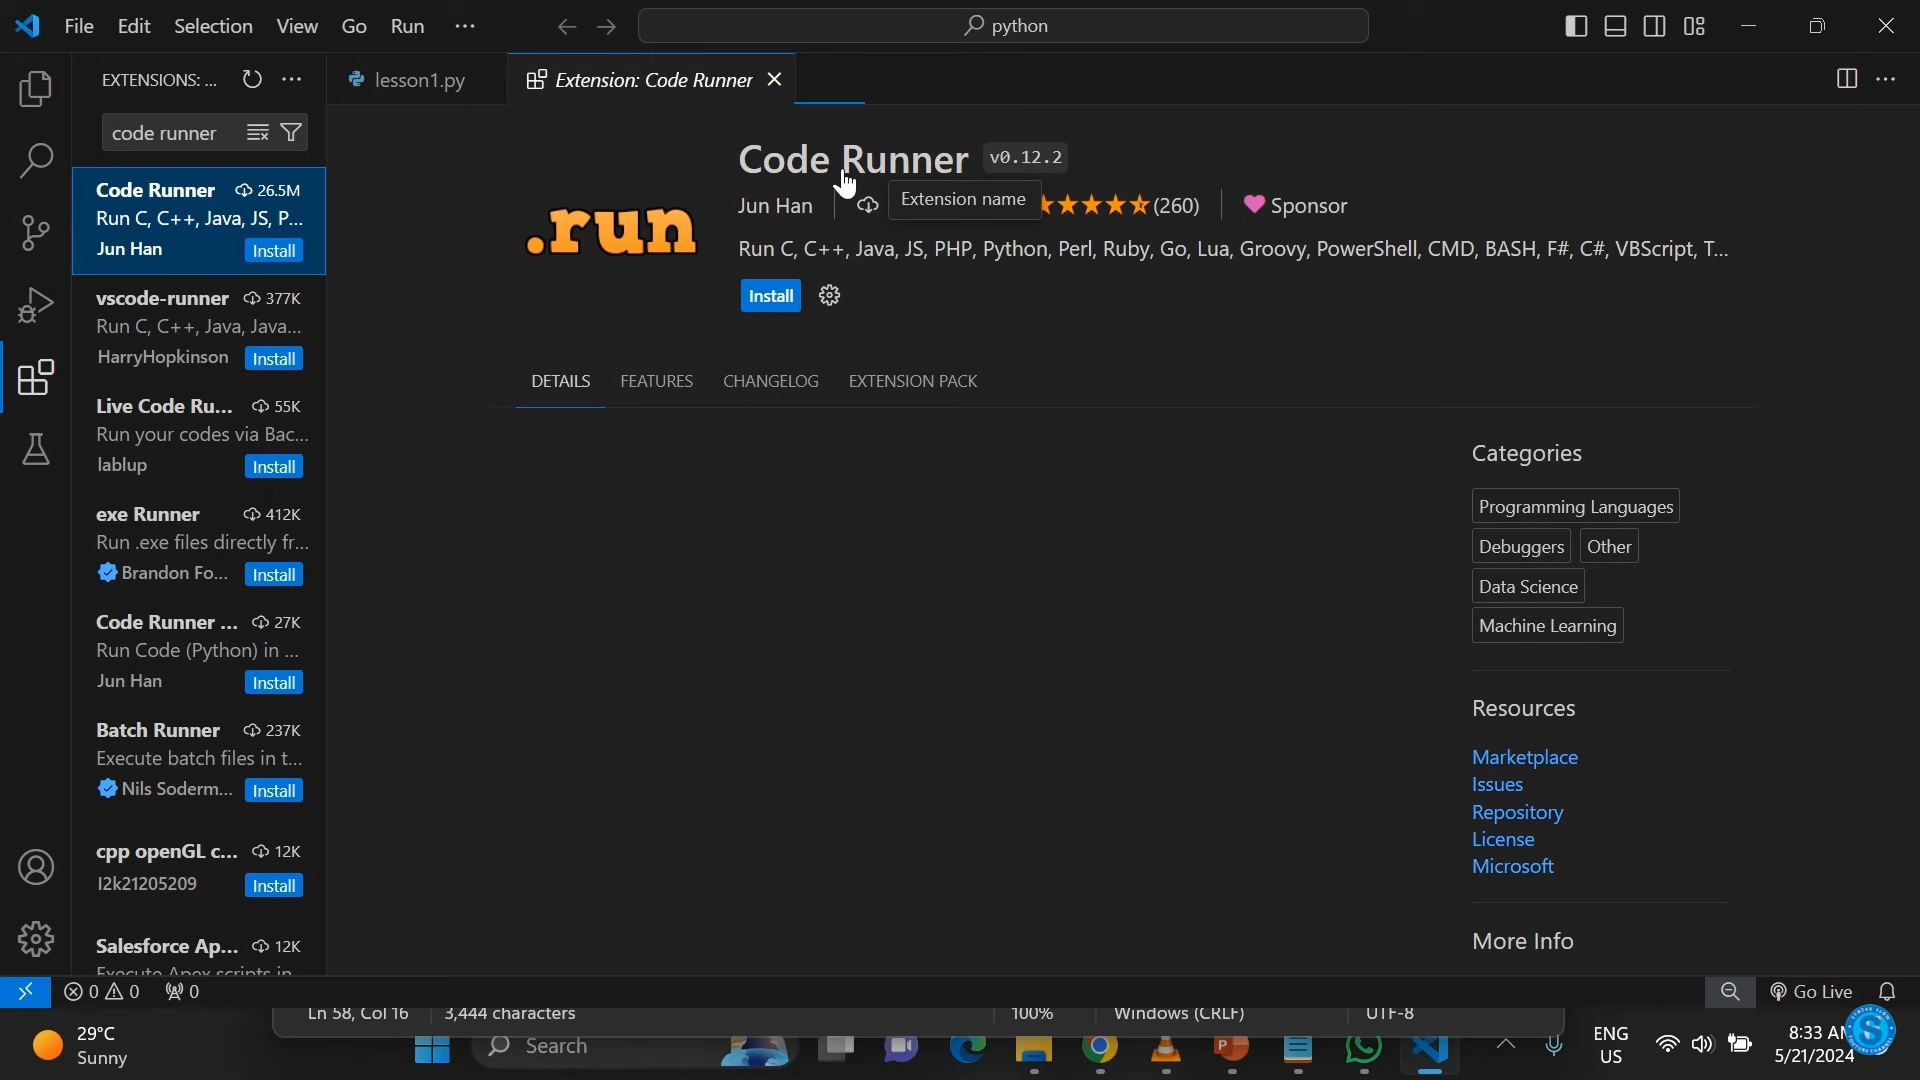 File Edit Selection View Go Run ···
python
EXTENSIONS: ...
lesson1.py
Extension: Code Runner
code runner
Code Runner 26.5M
Run C, C++, Java, JS, P...
Jun Han Install
vscode-runner 377K
Run C, C++, Java, Java...
HarryHopkinson Install
Live Code Ru... 55K
Run your codes via Bac...
lablup Install
exe Runner 412K
Run .exe files directly fr...
Brandon Fo... Install
Code Runner ... 27K
Run Code (Python) in ...
Jun Han Install
Batch Runner 237K
Execute batch files in t...
Nils Soderm... Install
cpp openGL c... 12K
l2k21205209 Install
Salesforce Ap... 12K
Execute Apex scripts in
.run
Code Runner v0.12.2
Jun Han (260) Sponsor
Extension name
Run C, C++, Java, JS, PHP, Python, Perl, Ruby, Go, Lua, Groovy, PowerShell, CMD, BASH, F#, C#, VBScript, T...
Install
DETAILS FEATURES CHANGELOG EXTENSION PACK
Categories
Programming Languages
Debuggers Other
Data Science
Machine Learning
Resources
Marketplace
Issues
Repository
License
Microsoft
More Info
0 0 0
Go Live
Ln 58, Col 16 3,444 characters 100% Windows (CRLF) UTF-8
29°C
Sunny
Search
ENG
US
8:33 AM
5/21/2024